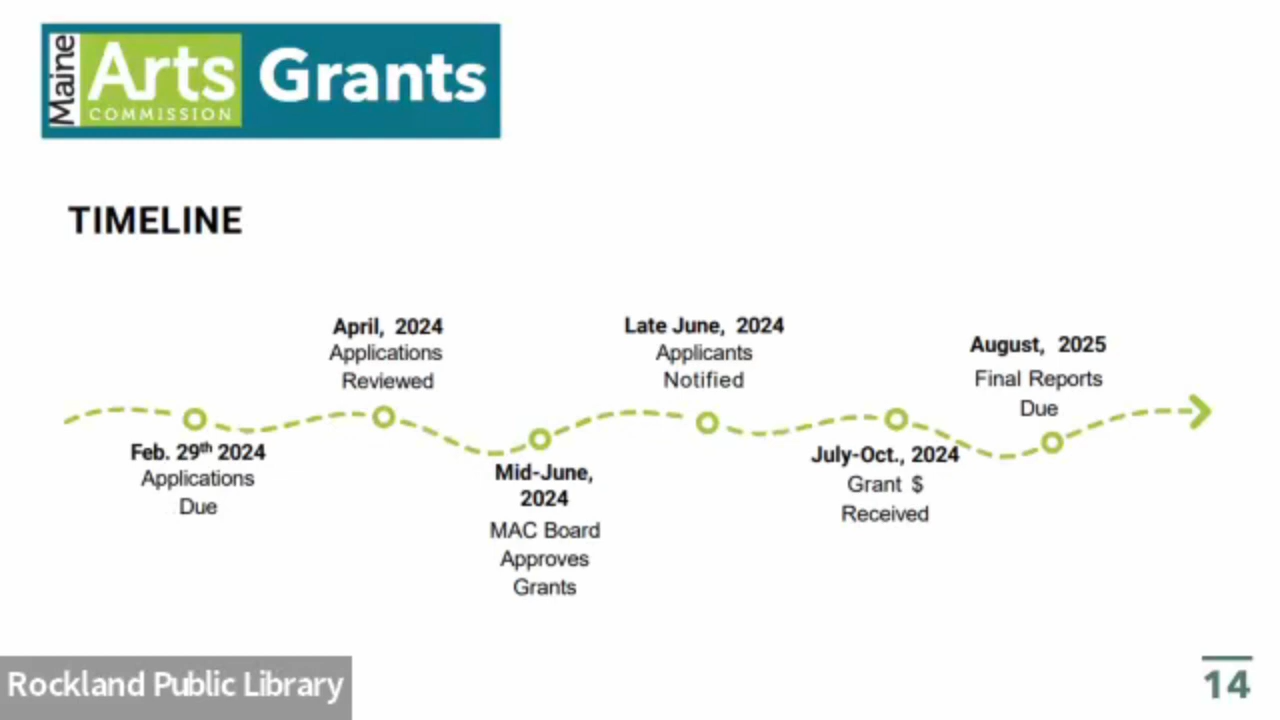 Maine
Arts
COMMISSION
Grants
TIMELINE
Feb. 29th 2024
Applications
Due
April, 2024
Applications
Reviewed
Mid-June,
2024
MAC Board
Approves
Grants
Late June, 2024
Applicants
Notified
July-Oct., 2024
Grant $
Received
August, 2025
Final Reports
Due
Rockland Public Library
14